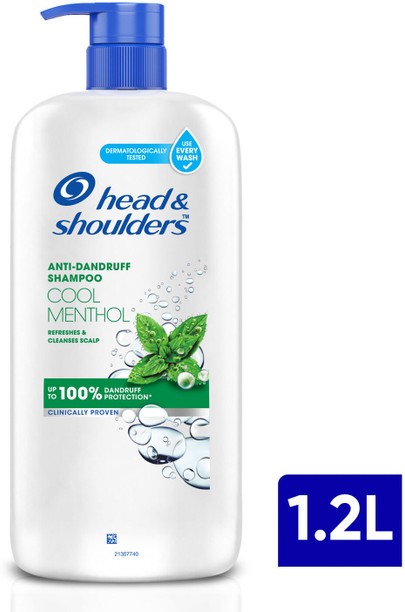 DERMATOLOGICALLY
TESTED
USE
EVERY
WASH
head &
shoulders™
ANTI-DANDRUFF
SHAMPOO
COOL
MENTHOL
REFRESHES &
CLEANSES SCALP
UP TO 100% DANDRUFF PROTECTION*
CLINICALLY PROVEN
21307740
1.2L